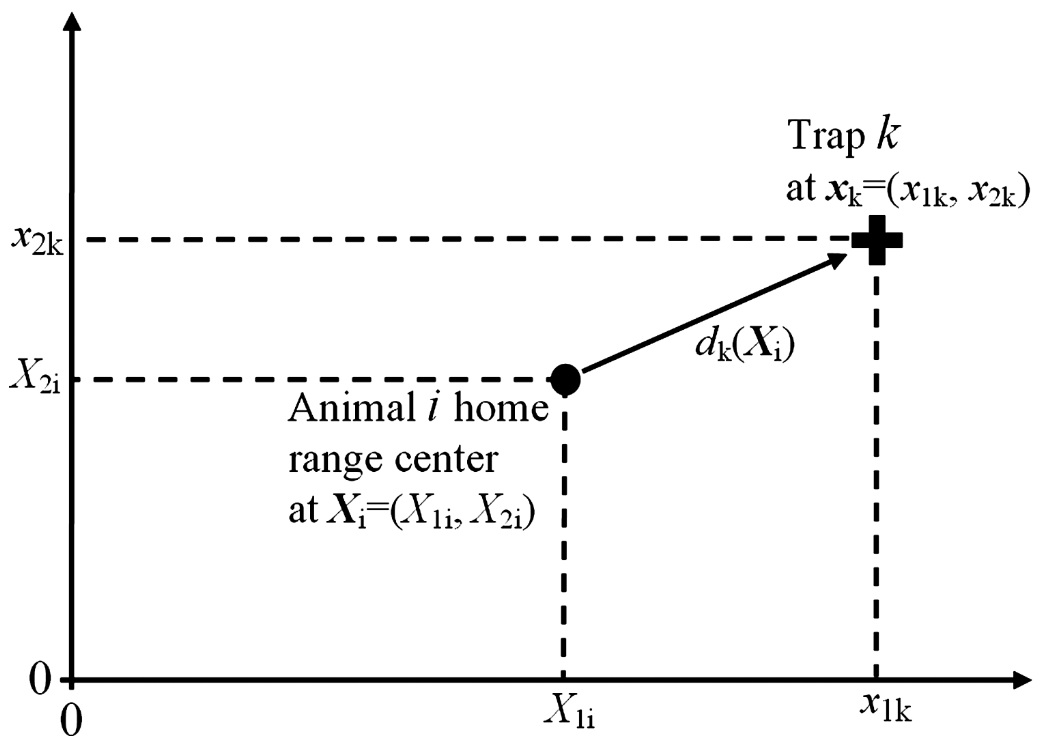 Trap k
at xk=(x1k, x2k)
x2k
dk(Xi)
X2i
Animal i home
range center
at Xi=(X1i, X2i)
0
0
X1i
x1k